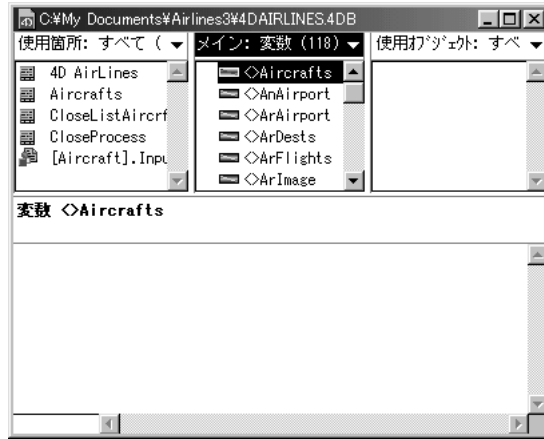 C:¥My Documents¥Airlines3¥4DAIRLINES.4DB
使用箇所: すべて (
メイン: 変数 (118)
使用ｵﾌﾞｼﾞｪｸﾄ: すべ
4D AirLines
Aircrafts
CloseListAircrf
CloseProcess
[Aircraft].Inpu
<>Aircrafts
<>AnAirport
<>ArAirport
<>ArDests
<>ArFlights
<>ArImage
変数 <>Aircrafts